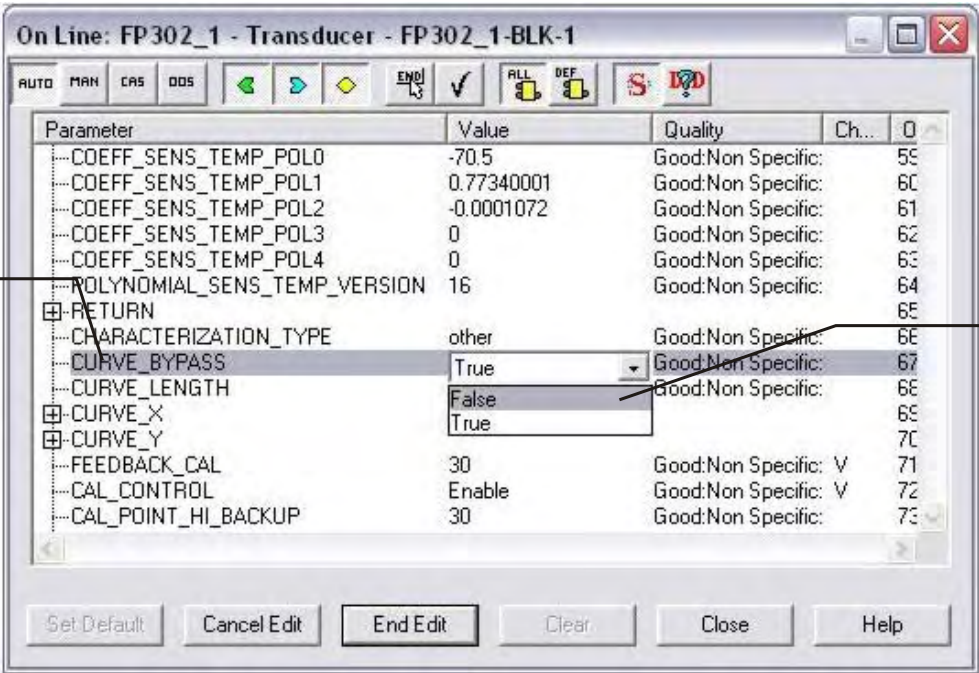 On Line: FP302_1 - Transducer - FP302_1-BLK-1
AUTO MAN CAS OOS END ALL DEF S DD?
Parameter Value Quality Ch... O
COEFF_SENS_TEMP_POL0 -70.5 Good:Non Specific: 59
COEFF_SENS_TEMP_POL1 0.77340001 Good:Non Specific: 60
COEFF_SENS_TEMP_POL2 -0.0001072 Good:Non Specific: 61
COEFF_SENS_TEMP_POL3 0 Good:Non Specific: 62
COEFF_SENS_TEMP_POL4 0 Good:Non Specific: 63
POLYNOMIAL_SENS_TEMP_VERSION 16 Good:Non Specific: 64
RETURN 65
CHARACTERIZATION_TYPE other Good:Non Specific: 66
CURVE_BYPASS True Good:Non Specific: 67
CURVE_LENGTH False Good:Non Specific: 68
CURVE_X True 69
CURVE_Y 70
FEEDBACK_CAL 30 Good:Non Specific: V 71
CAL_CONTROL Enable Good:Non Specific: V 72
CAL_POINT_HI_BACKUP 30 Good:Non Specific: 73
Set Default Cancel Edit End Edit Clear Close Help